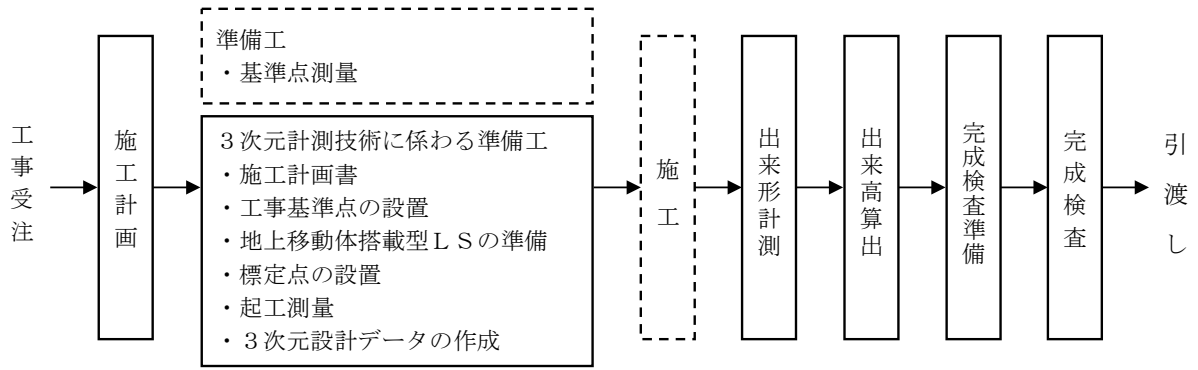 工事受注
施工計画
準備工
・基準点測量
３次元計測技術に係わる準備工
・施工計画書
・工事基準点の設置
・地上移動体搭載型ＬＳの準備
・標定点の設置
・起工測量
・３次元設計データの作成
施工
出来形計測
出来高算出
完成検査準備
完成検査
引渡し